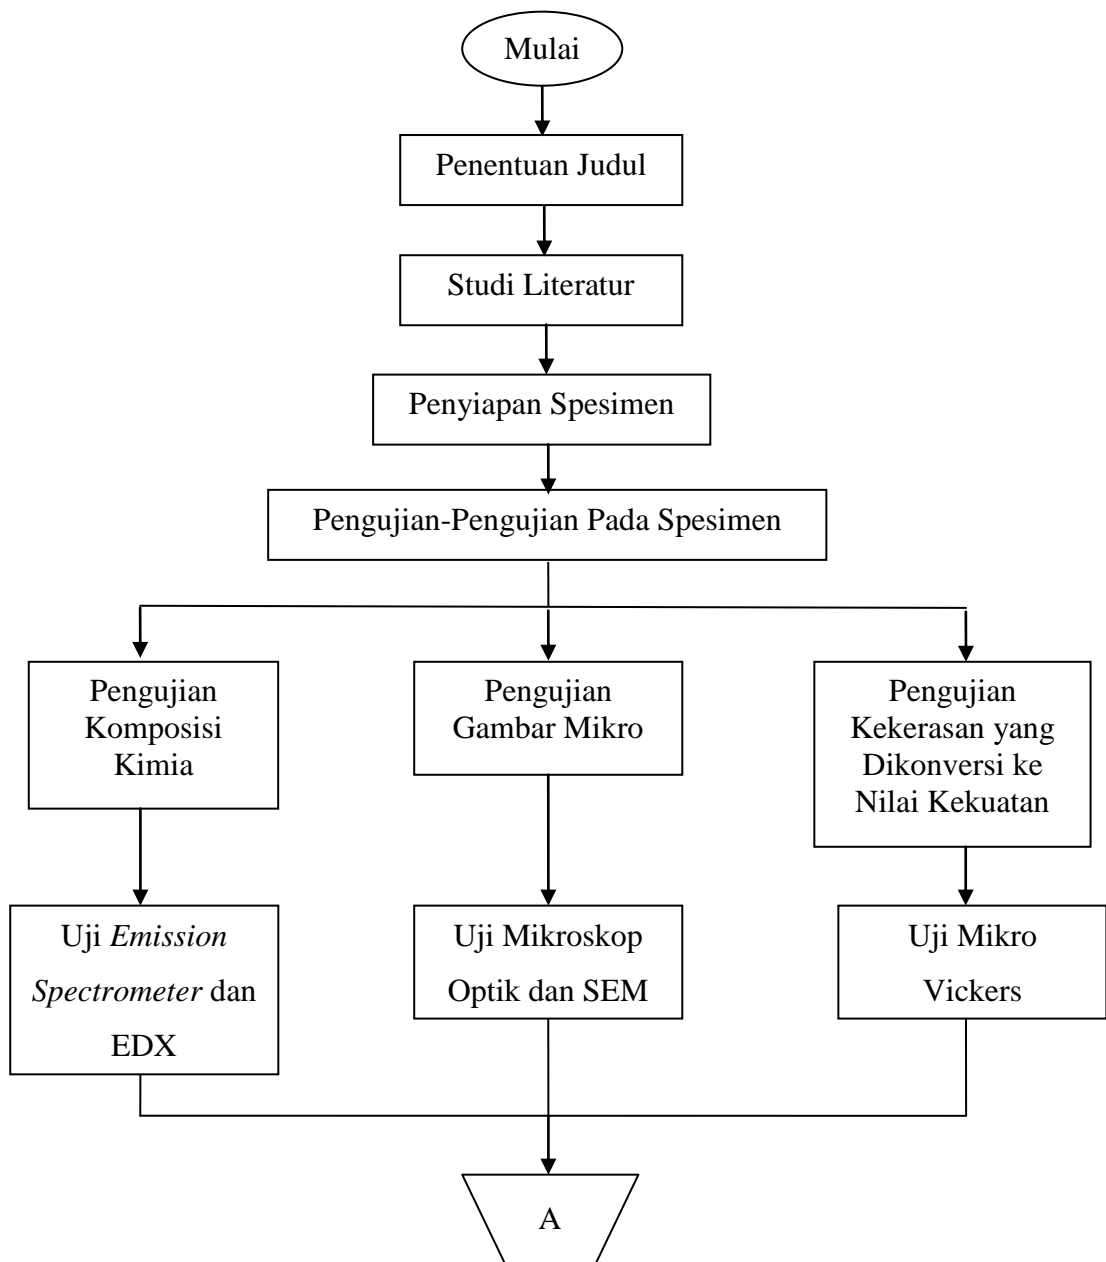 Mulai
Penentuan Judul
Studi Literatur
Penyiapan Spesimen
Pengujian-Pengujian Pada Spesimen
Pengujian
Komposisi
Kimia
Pengujian
Gambar Mikro
Pengujian
Kekerasan yang
Dikonversi ke
Nilai Kekuatan
Uji Emission
Spectrometer dan
EDX
Uji Mikroskop
Optik dan SEM
Uji Mikro
Vickers
A